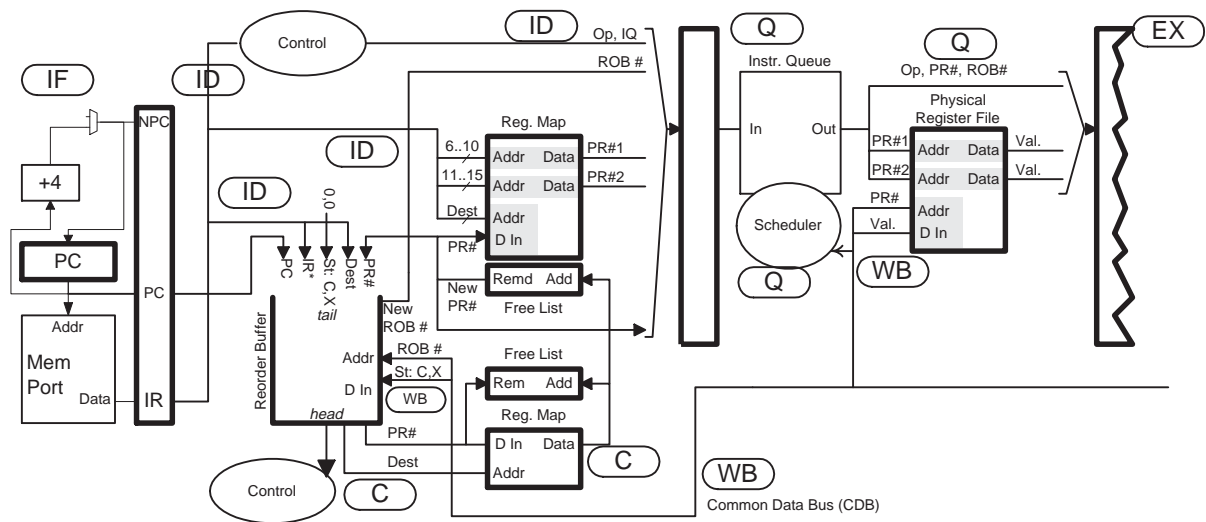 Control
ID
Op, IQ
ROB #
Q
Instr. Queue
In
Out
Q
Op, PR#, ROB#
EX
Physical
Register File
PR#1
Addr
Data
Val.
PR#2
Addr
Data
Val.
PR#
Addr
Val.
D In
Scheduler
Q
WB
IF
ID
NPC
+4
PC
PC
Addr
Mem
Port
Data
IR
ID
ID
0,0
Reg. Map
6..10
Addr
Data
PR#1
11..15
Addr
Data
PR#2
Dest
Addr
PR#
D In
Remd
Add
New
PR#
Free List
PC
IR*
St: C,X
Dest
PR#
tail
Reorder Buffer
New
ROB #
Addr
ROB #
St: C,X
D In
WB
head
Free List
Rem
Add
Reg. Map
PR#
D In
Data
Dest
Addr
C
Control
C
WB
Common Data Bus (CDB)